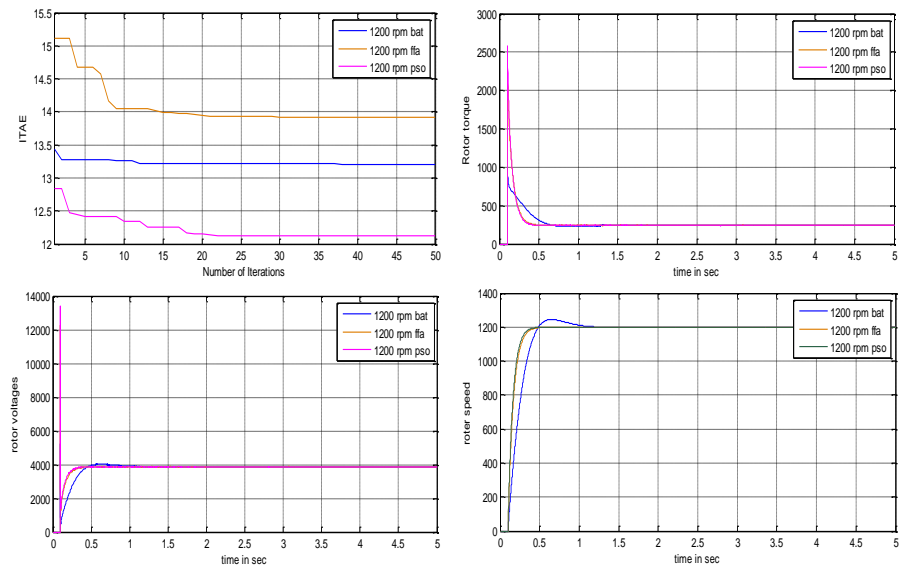 15.5
15
14.5
14
13.5
13
12.5
12
ITAE
5 10 15 20 25 30 35 40 45 50
Number of Iterations
1200 rpm bat
1200 rpm ffa
1200 rpm pso
3000
2500
2000
1500
1000
500
0
Rotor torque
0 0.5 1 1.5 2 2.5 3 3.5 4 4.5 5
time in sec
1200 rpm bat
1200 rpm ffa
1200 rpm pso
14000
12000
10000
8000
6000
4000
2000
0
rotor voltages
0 0.5 1 1.5 2 2.5 3 3.5 4 4.5 5
time in sec
1200 rpm bat
1200 rpm ffa
1200 rpm pso
1400
1200
1000
800
600
400
200
0
roter speed
0 0.5 1 1.5 2 2.5 3 3.5 4 4.5 5
time in sec
1200 rpm bat
1200 rpm ffa
1200 rpm pso